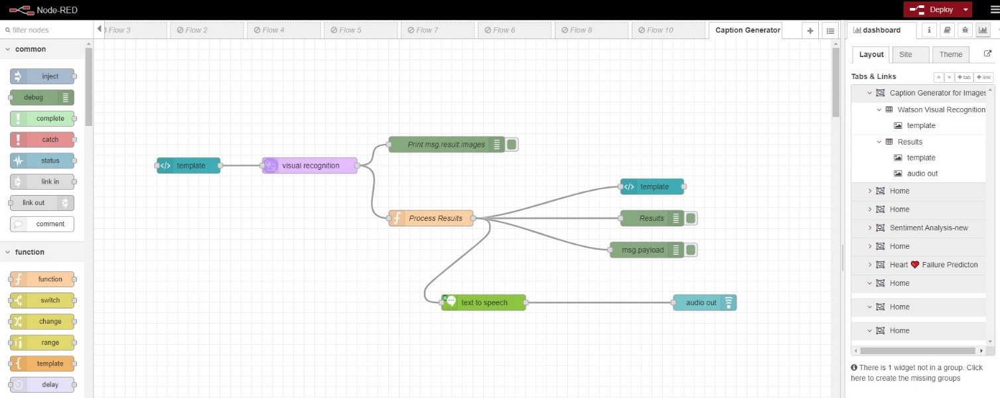 Node-RED
Deploy
filter nodes
Flow 3
Flow 2
Flow 4
Flow 5
Flow 7
Flow 6
Flow 8
Flow 10
Caption Generator
dashboard
common
inject
debug
complete
catch
status
link in
link out
comment
function
function
switch
change
range
template
delay
template
visual recognition
Print msg.result.images
Process Results
template
Results
msg.payload
text to speech
audio out
Layout
Site
Theme
Tabs & Links
tab
link
Caption Generator for Images
Watson Visual Recognition
template
Results
template
audio out
Home
Home
Sentiment Analysis-new
Home
Heart ❤ Failure Predicton
Home
Home
Home
There is 1 widget not in a group. Click
here to create the missing groups